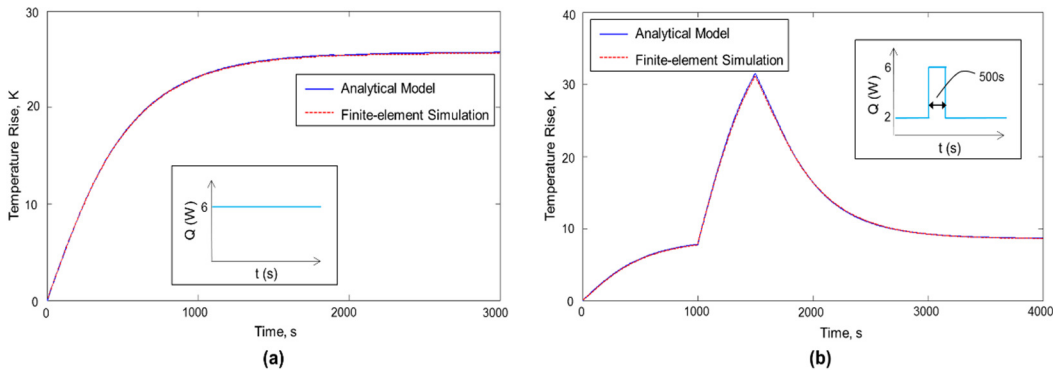 30
20
10
0
0
1000
2000
3000
Temperature Rise, K
Time, s
Analytical Model
Finite-element Simulation
Q (W)
6
t (s)
(a)
40
30
20
10
0
0
1000
2000
3000
4000
Temperature Rise, K
Time, s
Analytical Model
Finite-element Simulation
Q (W)
6
2
500s
t (s)
(b)